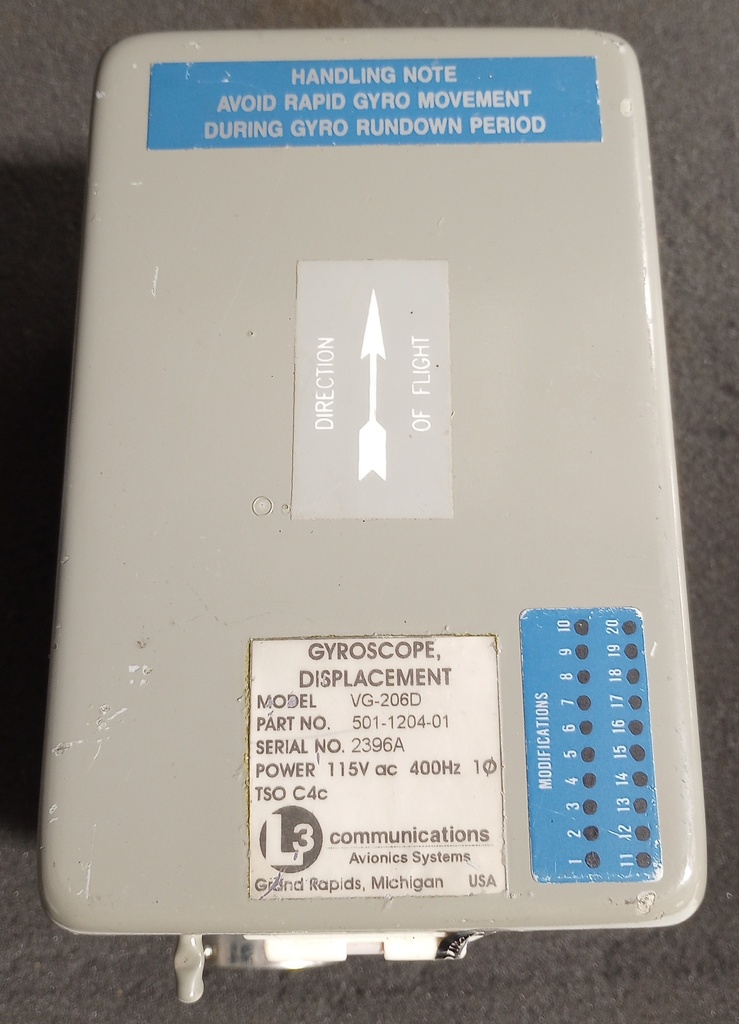 HANDLING NOTE
AVOID RAPID GYRO MOVEMENT
DURING GYRO RUNDOWN PERIOD
DIRECTION
OF FLIGHT
GYROSCOPE,
DISPLACEMENT
MODEL VG-206D
PART NO. 501-1204-01
SERIAL NO. 2396A
POWER 115V ac 400Hz 1Ø
TSO C4c
L3 communications
Avionics Systems
Grand Rapids, Michigan USA
MODIFICATIONS
1 2 3 4 5 6 7 8 9 10
11 12 13 14 15 16 17 18 19 20